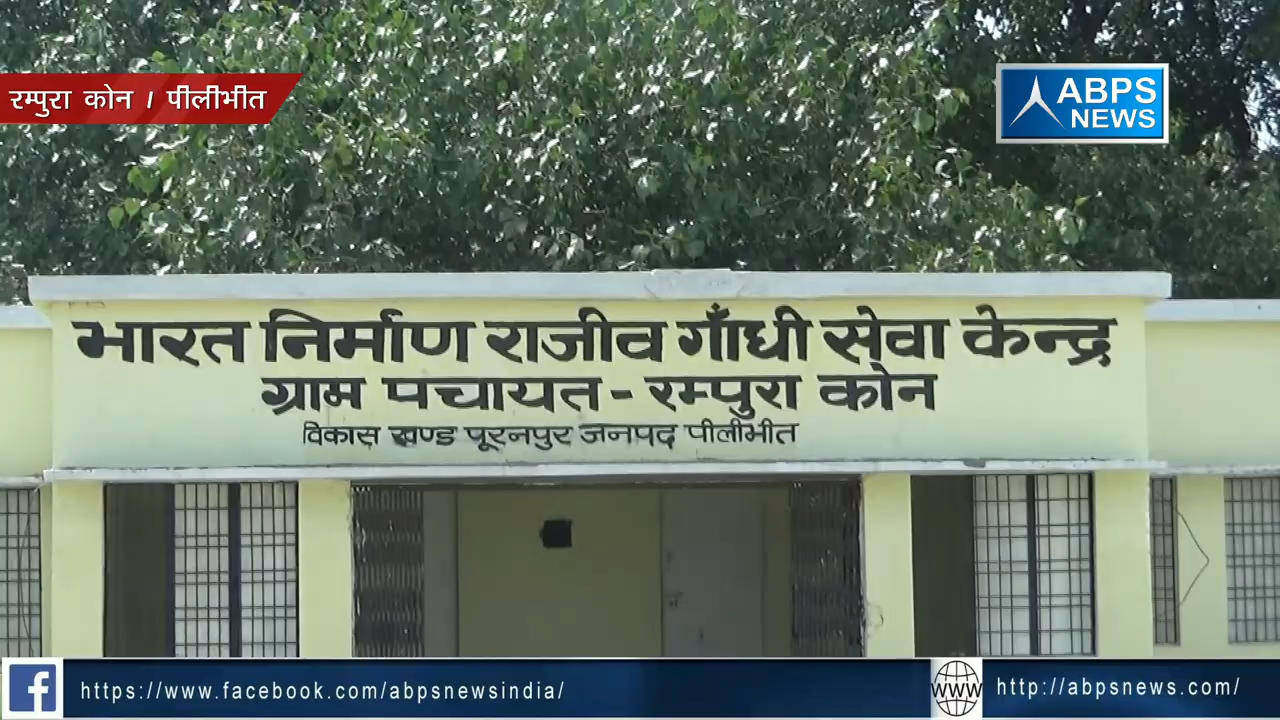 रम्पुरा कोन । पीलीभीत
ABPS
NEWS
भारत निर्माण राजीव गाँधी सेवा केन्द्र
ग्राम पचायत - रम्पुरा कोन
विकास खण्ड पूरनपुर जनपद पीलीभीत
f https://www.facebook.com/abpsnewsindia/
www http://abpsnews.com/